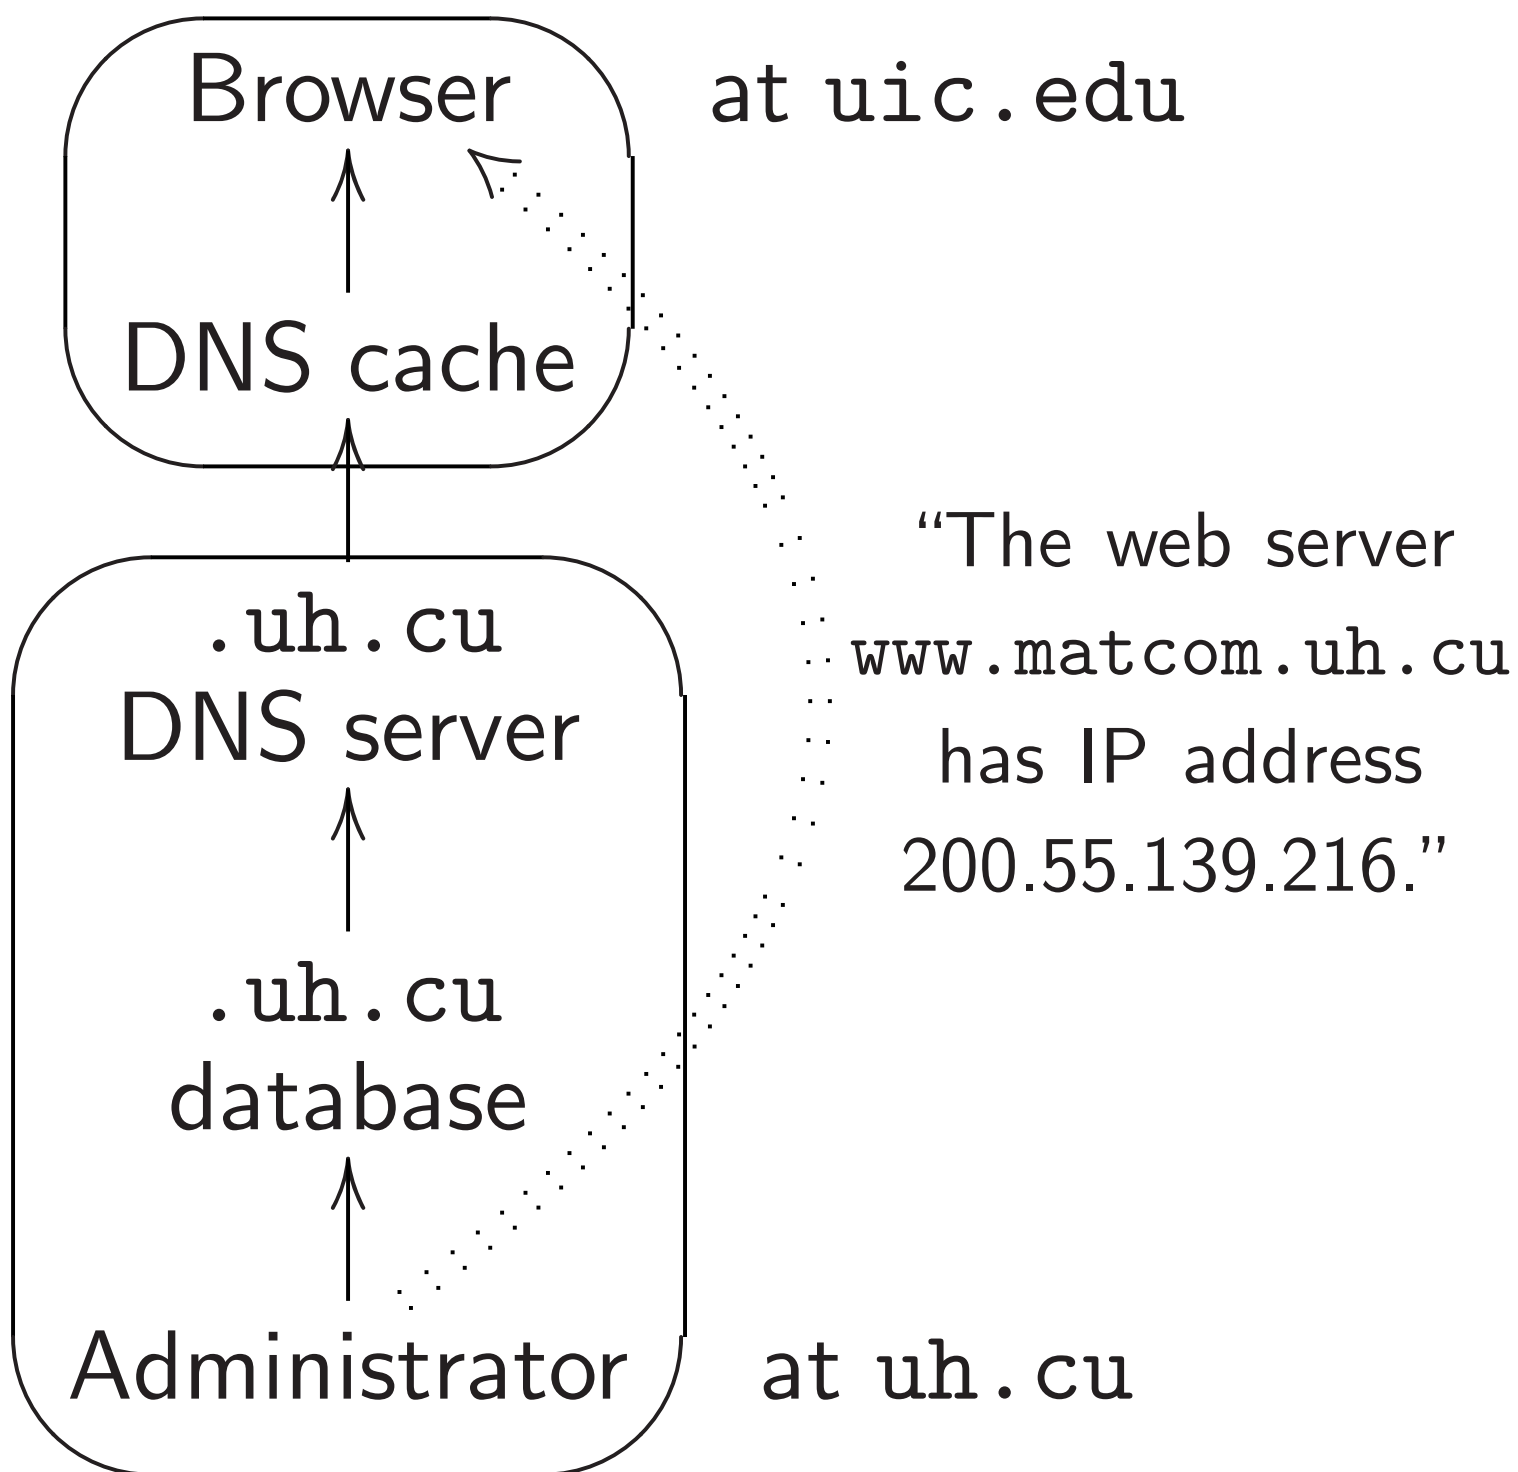 Browser
at uic.edu
DNS cache
“The web server
www.matcom.uh.cu
has IP address
200.55.139.216.”
.uh.cu
DNS server
.uh.cu
database
Administrator
at uh.cu